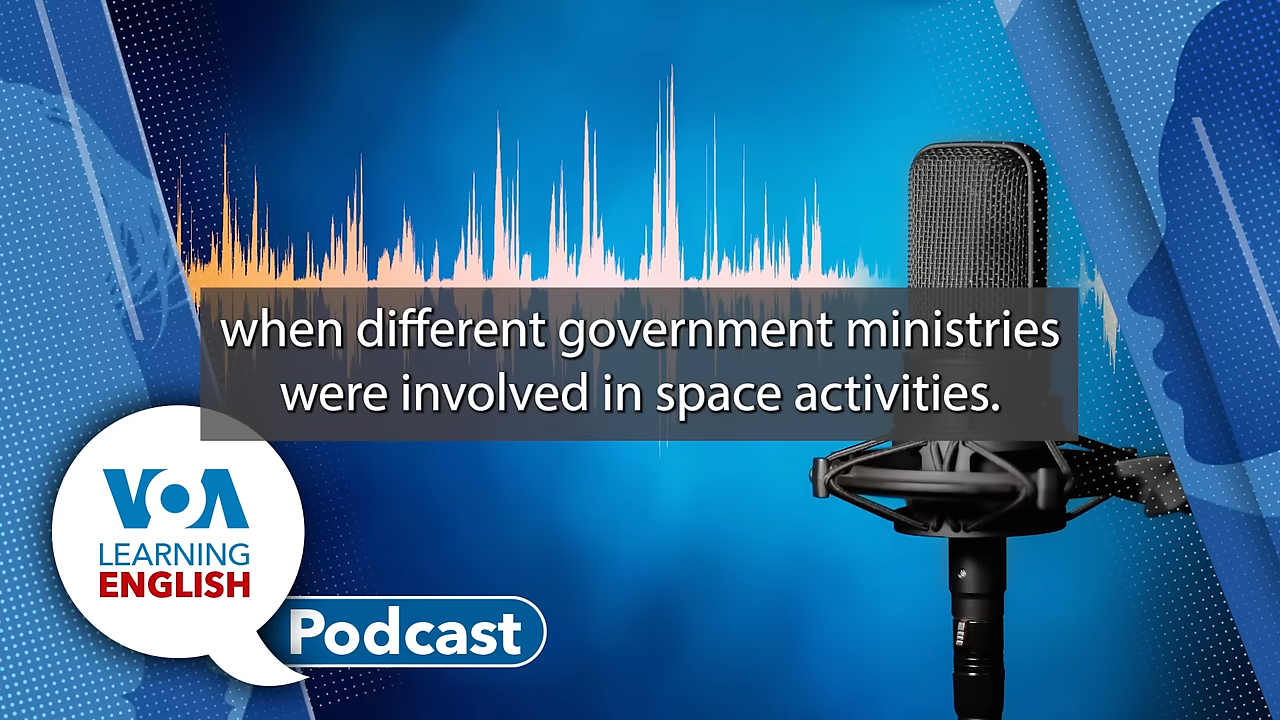 when different government ministries
were involved in space activities.
VOA
LEARNING
ENGLISH
Podcast